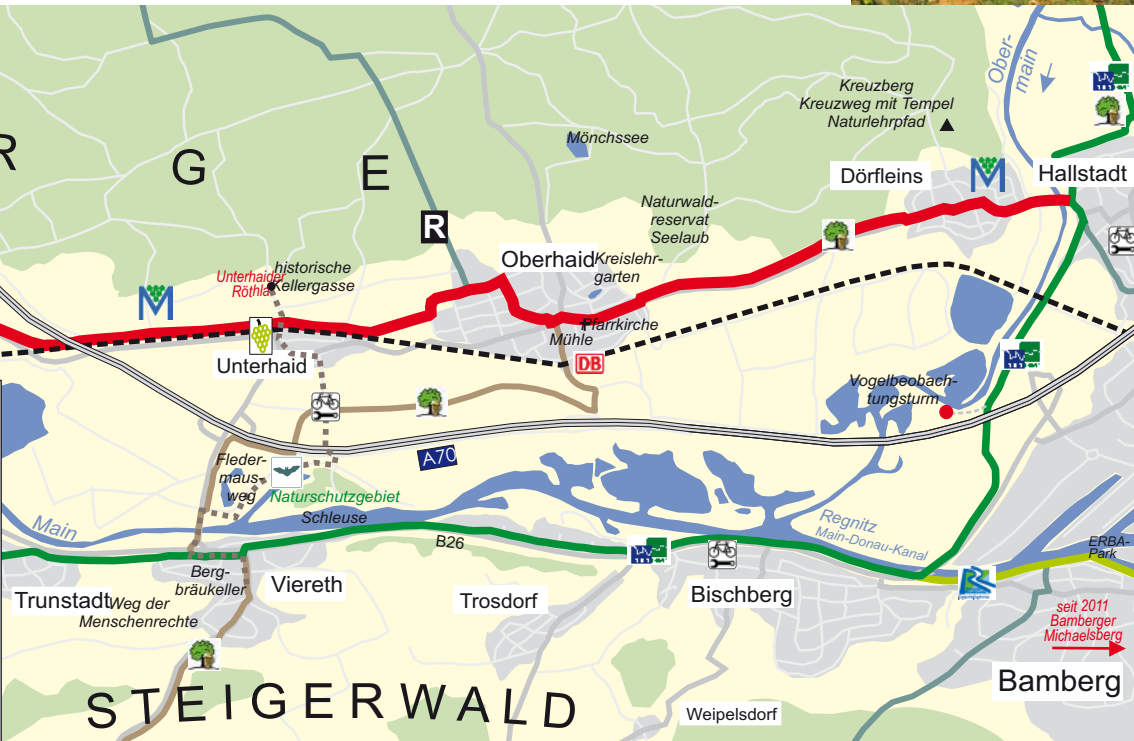 Ober-
main
Kreuzberg
Kreuzweg mit Tempel
Naturlehrpfad
Mönchssee
R
G
E
Dörfleins
M
Hallstadt
Naturwald-
reservat
Seelaub
R
Oberhaid
Kreislehr-
garten
historische
Kellergasse
Unterhaider
Röthla
M
Pfarrkirche
Mühle
DB
Unterhaid
Vogelbeobach-
tungsturm
A70
Fleder-
maus-
weg
Naturschutzgebiet
Schleuse
Main
Regnitz
Main-Donau-Kanal
B26
ERBA-
Park
Berg-
bräukeller
Viereth
Trunstadt
Weg der
Menschenrechte
Trosdorf
Bischberg
seit 2011
Bamberger
Michaelsberg
Bamberg
STEIGERWALD
Weipelsdorf